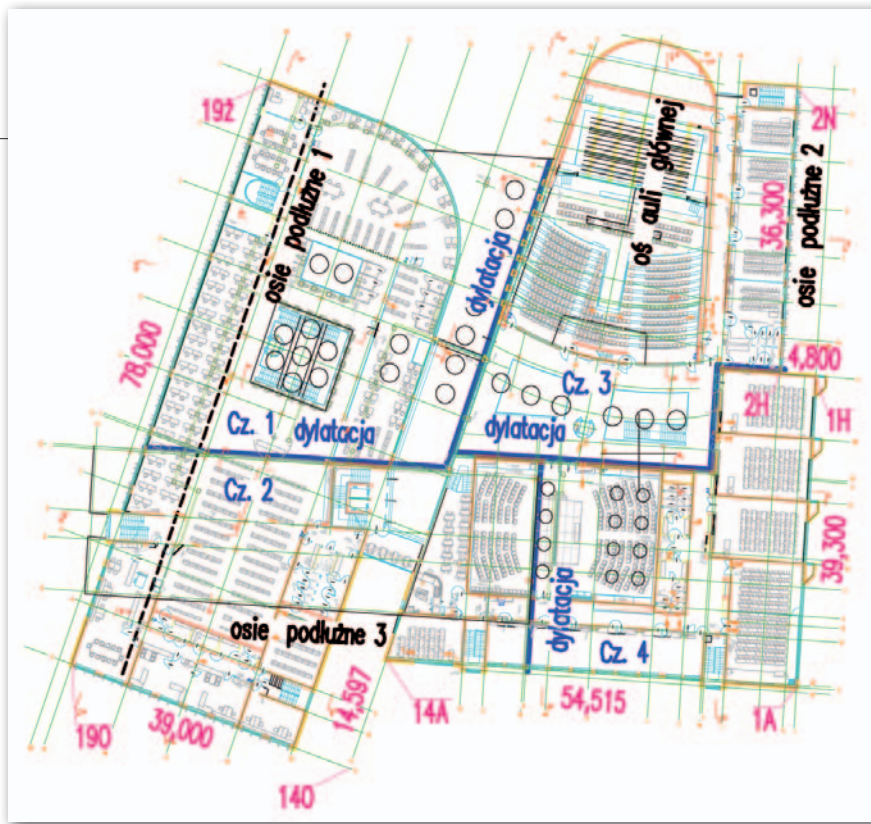 19ż
2N
osie podłużne 1
oś auli głównej
osie podłużne 2
36,300
dylatacja
78,000
4,800
Cz. 3
2H
1H
Cz. 1
dylatacja
dylatacja
Cz. 2
39,300
dylatacja
osie podłużne 3
Cz. 4
14,597
14A
54,515
1A
190
39,000
140